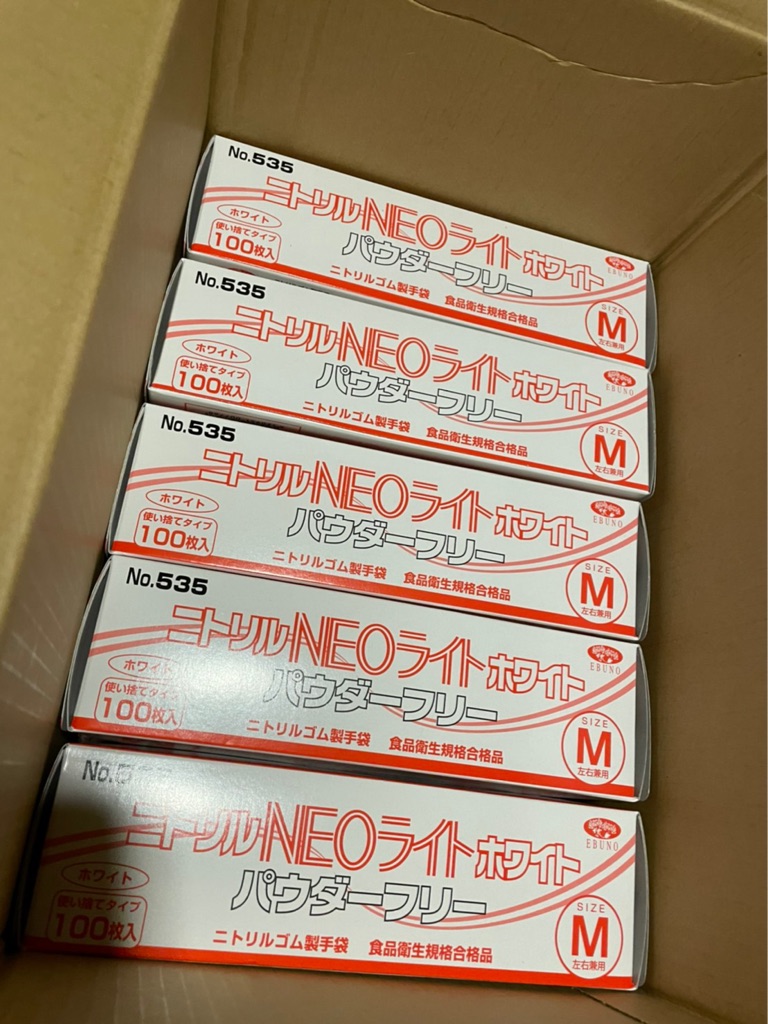 No.535
ニトリル・NEOライト ホワイト
ホワイト
パウダーフリー
使い捨てタイプ
100枚入
ニトリルゴム製手袋 食品衛生規格合格品
EBUNO
SIZE
M
左右兼用
No.535
ニトリル・NEOライト ホワイト
ホワイト
パウダーフリー
使い捨てタイプ
100枚入
ニトリルゴム製手袋 食品衛生規格合格品
EBUNO
SIZE
M
左右兼用
No.535
ニトリル・NEOライト ホワイト
ホワイト
パウダーフリー
使い捨てタイプ
100枚入
ニトリルゴム製手袋 食品衛生規格合格品
EBUNO
SIZE
M
左右兼用
No.535
ニトリル・NEOライト ホワイト
ホワイト
パウダーフリー
使い捨てタイプ
100枚入
ニトリルゴム製手袋 食品衛生規格合格品
EBUNO
SIZE
M
左右兼用
ニトリル・NEOライト ホワイト
ホワイト
パウダーフリー
使い捨てタイプ
100枚入
ニトリルゴム製手袋 食品衛生規格合格品
EBUNO
SIZE
M
左右兼用